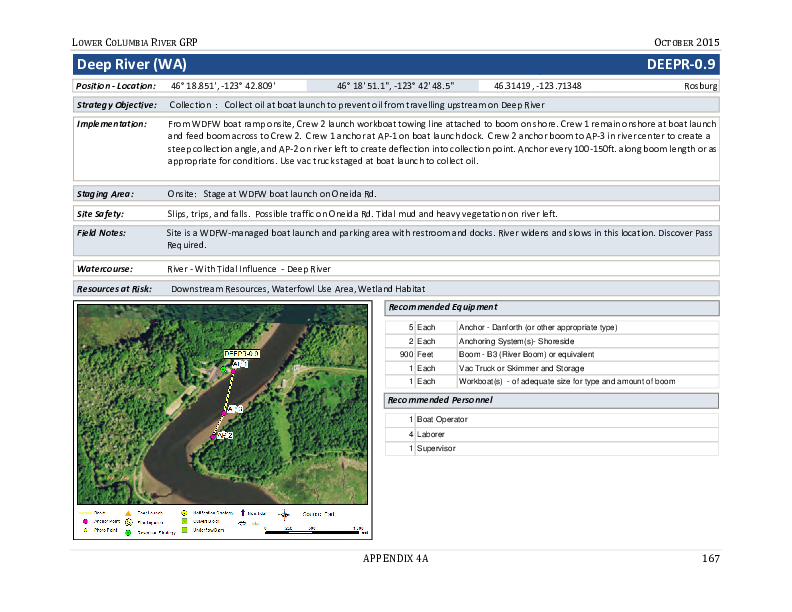 LOWER COLUMBIA RIVER GRP OCTOBER 2015
Deep River (WA) DEEPR-0.9
Position - Location: 46° 18.851', -123° 42.809' 46° 18' 51.1", -123° 42' 48.5" 46.31419, -123.71348 Rosburg
Strategy Objective: Collection : Collect oil at boat launch to prevent oil from travelling upstream on Deep River
Implementation: From WDFW boat ramp onsite, Crew 2 launch workboat towing line attached to boom on shore. Crew 1 remain onshore at boat launch
and feed boom across to Crew 2. Crew 1 anchor at AP-1 on boat launch dock. Crew 2 anchor boom to AP-3 in river center to create a
steep collection angle, and AP-2 on river left to create deflection into collection point. Anchor every 100-150ft. along boom length or as
appropriate for conditions. Use vac truck staged at boat launch to collect oil.
Staging Area: Onsite: Stage at WDFW boat launch on Oneida Rd.
Site Safety: Slips, trips, and falls. Possible traffic on Oneida Rd. Tidal mud and heavy vegetation on river left.
Field Notes: Site is a WDFW-managed boat launch and parking area with restroom and docks. River widens and slows in this location. Discover Pass
Required.
Watercourse: River - With Tidal Influence - Deep River
Resources at Risk: Downstream Resources, Waterfowl Use Area, Wetland Habitat
DEEPR-0.9
AP-1
AP-3
AP-2
Anchor Point
Photo Point
Recommended Equipment
5 Each Anchor - Danforth (or other appropriate type)
2 Each Anchoring System(s)- Shoreside
900 Feet Boom - B3 (River Boom) or equivalent
1 Each Vac Truck or Skimmer and Storage
1 Each Workboat(s) - of adequate size for type and amount of boom
Recommended Personnel
1 Boat Operator
4 Laborer
1 Supervisor
APPENDIX 4A 167